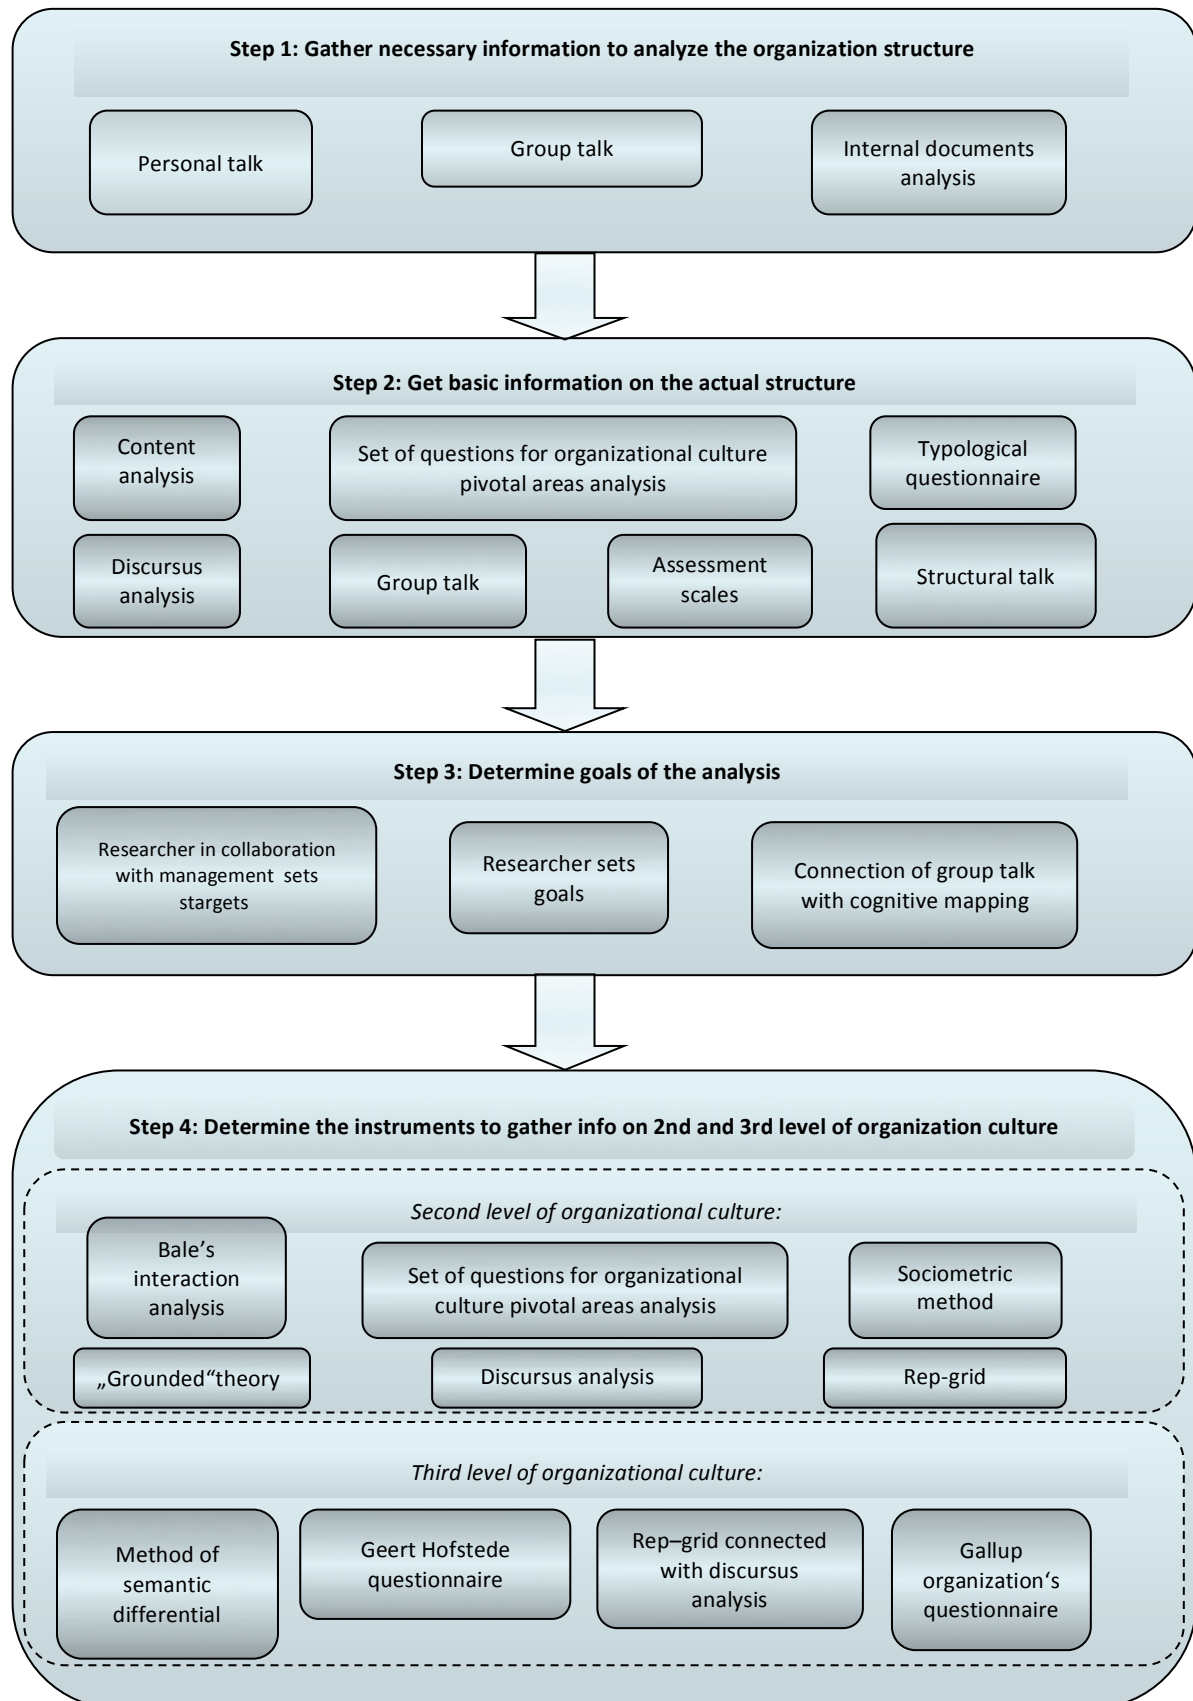 Step 1: Gather necessary information to analyze the organization structure
Personal talk
Group talk
Internal documents
analysis
Step 2: Get basic information on the actual structure
Content
analysis
Set of questions for organizational culture
pivotal areas analysis
Typological
questionnaire
Discursus
analysis
Group talk
Assessment
scales
Structural talk
Step 3: Determine goals of the analysis
Researcher in collaboration
with management sets
stargets
Researcher sets
goals
Connection of group talk
with cognitive mapping
Step 4: Determine the instruments to gather info on 2nd and 3rd level of organization culture
Second level of organizational culture:
Bale’s
interaction
analysis
Set of questions for organizational
culture pivotal areas analysis
Sociometric
method
„Grounded“theory
Discursus analysis
Rep-grid
Third level of organizational culture:
Method of
semantic
differential
Geert Hofstede
questionnaire
Rep–grid connected
with discursus
analysis
Gallup
organization‘s
questionnaire